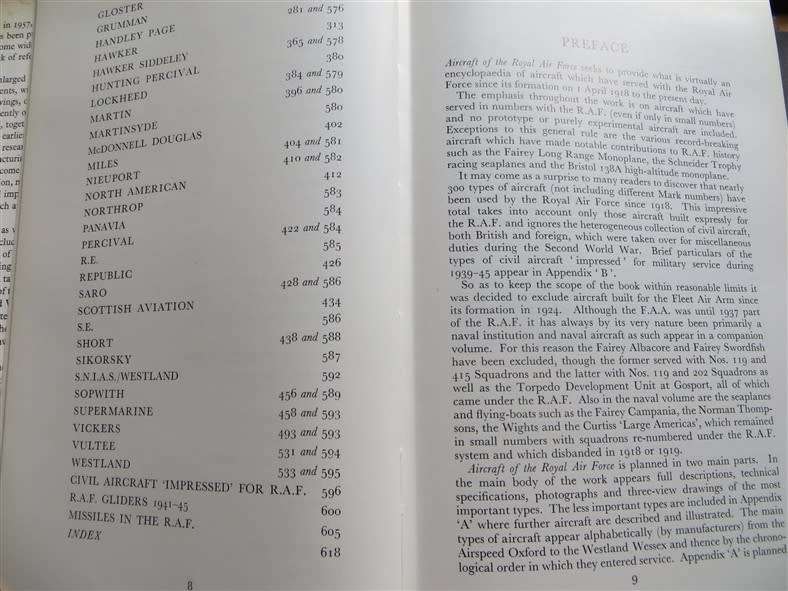 in 1957,
GLOSTER
GRUMMAN
HANDLEY PAGE 281 and 576
HAWKER 313
HAWKER SIDDELEY 365 and 578
HUNTING PERCIVAL 380
LOCKHEED 384 and 579
MARTIN 396 and 580
MARTINSYDE 580
McDONNELL DOUGLAS 402
MILES 404 and 581
NIEUPORT 410 and 582
NORTH AMERICAN 412
NORTHROP 583
PANAVIA 584
PERCIVAL 422 and 584
R.E. 585
REPUBLIC 426
SARO 428 and 586
SCOTTISH AVIATION 434
S.E. 586
SHORT 438 and 588
SIKORSKY 587
S.N.I.A.S./WESTLAND 592
SOPWITH 456 and 589
SUPERMARINE 458 and 593
VICKERS 493 and 593
VULTEE 531 and 594
WESTLAND 533 and 595
CIVIL AIRCRAFT 'IMPRESSED' FOR R.A.F. 596
R.A.F. GLIDERS 1941-45 600
MISSILES IN THE R.A.F. 605
INDEX 618
8
PREFACE
Aircraft of the Royal Air Force seeks to provide what is virtually an
encyclopaedia of aircraft which have served with the Royal Air
Force since its formation on 1 April 1918 to the present day.
The emphasis throughout the work is on aircraft which have
served in numbers with the R.A.F. (even if only in small numbers)
and no prototype or purely experimental aircraft are included.
Exceptions to this general rule are the various record-breaking
aircraft which have made notable contributions to R.A.F. history
such as the Fairey Long Range Monoplane, the Schneider Trophy
racing seaplanes and the Bristol 138A high-altitude monoplane.
It may come as a surprise to many readers to discover that nearly
300 types of aircraft (not including different Mark numbers) have
been used by the Royal Air Force since 1918. This impressive
total takes into account only those aircraft built expressly for
the R.A.F. and ignores the heterogeneous collection of civil aircraft,
both British and foreign, which were taken over for miscellaneous
duties during the Second World War. Brief particulars of the
types of civil aircraft 'impressed' for military service during
1939-45 appear in Appendix 'B'.
So as to keep the scope of the book within reasonable limits it
was decided to exclude aircraft built for the Fleet Air Arm since
its formation in 1924. Although the F.A.A. was until 1937 part
of the R.A.F. it has always by its very nature been primarily a
naval institution and naval aircraft as such appear in a companion
volume. For this reason the Fairey Albacore and Fairey Swordfish
have been excluded, though the former served with Nos. 119 and
415 Squadrons and the latter with Nos. 119 and 202 Squadrons as
well as the Torpedo Development Unit at Gosport, all of which
came under the R.A.F. Also in the naval volume are the seaplanes
and flying-boats such as the Fairey Campania, the Norman Thomp-
sons, the Wights and the Curtiss 'Large Americas', which remained
in small numbers with squadrons re-numbered under the R.A.F.
system and which disbanded in 1918 or 1919.
Aircraft of the Royal Air Force is planned in two main parts. In
the main body of the work appear full descriptions, technical
specifications, photographs and three-view drawings of the most
important types. The less important types are included in Appendix
'A' where further aircraft are described and illustrated. The main
types of aircraft appear alphabetically (by manufacturers) from the
Airspeed Oxford to the Westland Wessex and thence by the chrono-
logical order in which they entered service. Appendix 'A' is planned
9